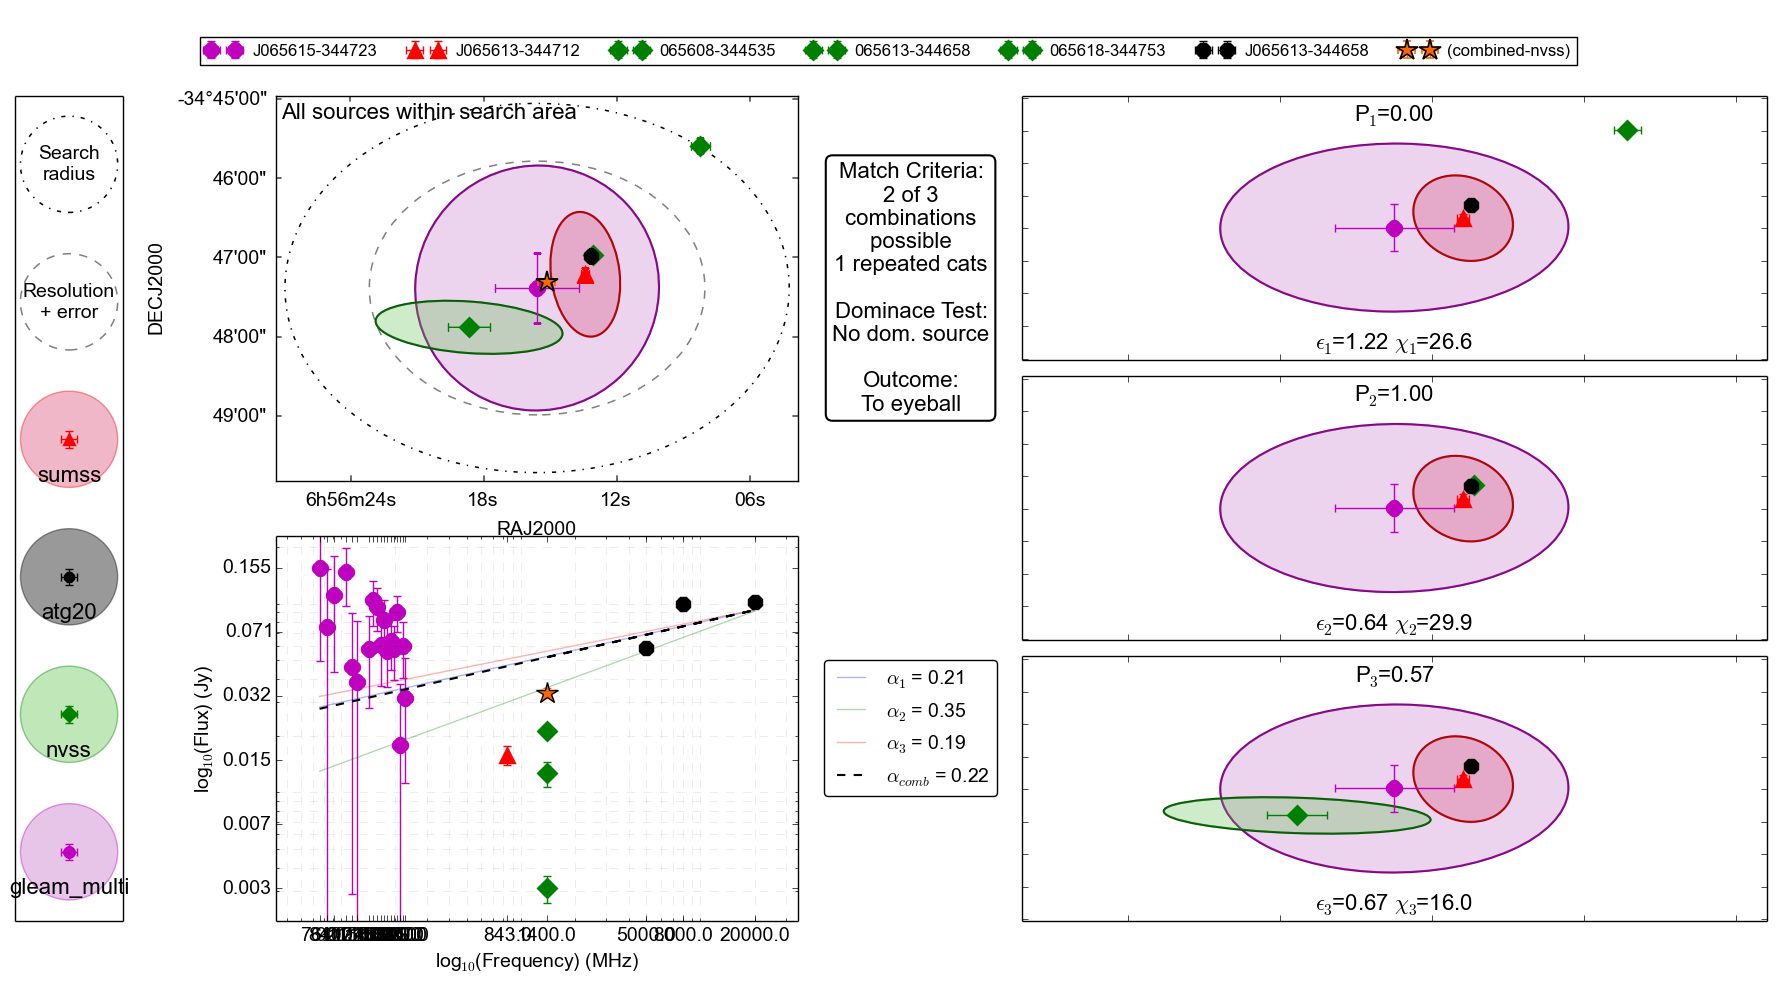 J065615-344723 J065613-344712 065608-344535 065613-344658 065618-344753 J065613-344658 (combined-nvss)
Search
radius
Resolution
+ error
sumss
atg20
nvss
gleam_multi
All sources within search area
-34°45'00"
46'00"
47'00"
48'00"
49'00"
DECJ2000
6h56m24s 18s 12s 06s
RAJ2000
Match Criteria:
2 of 3
combinations
possible
1 repeated cats
Dominace Test:
No dom. source
Outcome:
To eyeball
P1=0.00
ϵ1=1.22 χ1=26.6
P2=1.00
ϵ2=0.64 χ2=29.9
P3=0.57
ϵ3=0.67 χ3=16.0
0.155
0.071
0.032
0.015
0.007
0.003
log10(Flux) (Jy)
843.0 1400.0 5000.0 8000.0 20000.0
log10(Frequency) (MHz)
α1 = 0.21
α2 = 0.35
α3 = 0.19
αcomb = 0.22